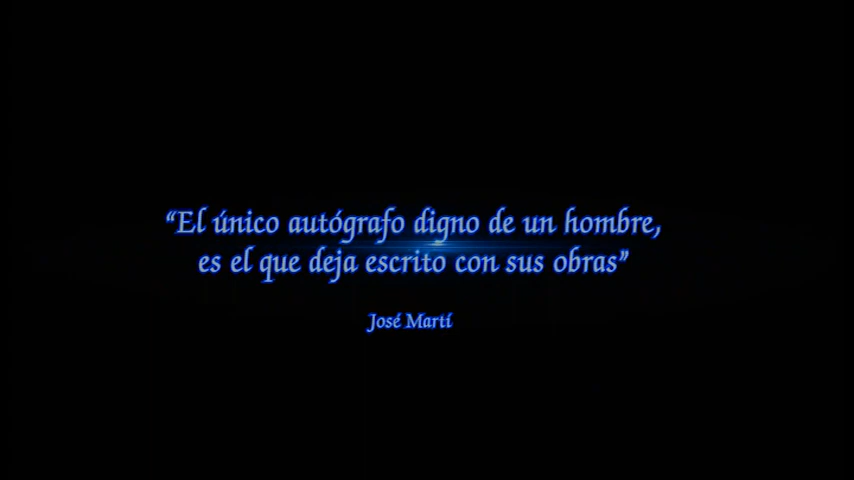 “El único autógrafo digno de un hombre,
es el que deja escrito con sus obras”
José Martí